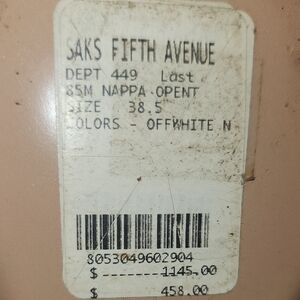 SAKS FIFTH AVENUE
DEPT 449 Last
85M NAPPA OPENT
SIZE 38.5
COLORS - OFFWHITE N
8053049602904
$ 1145.00
$ 458.00